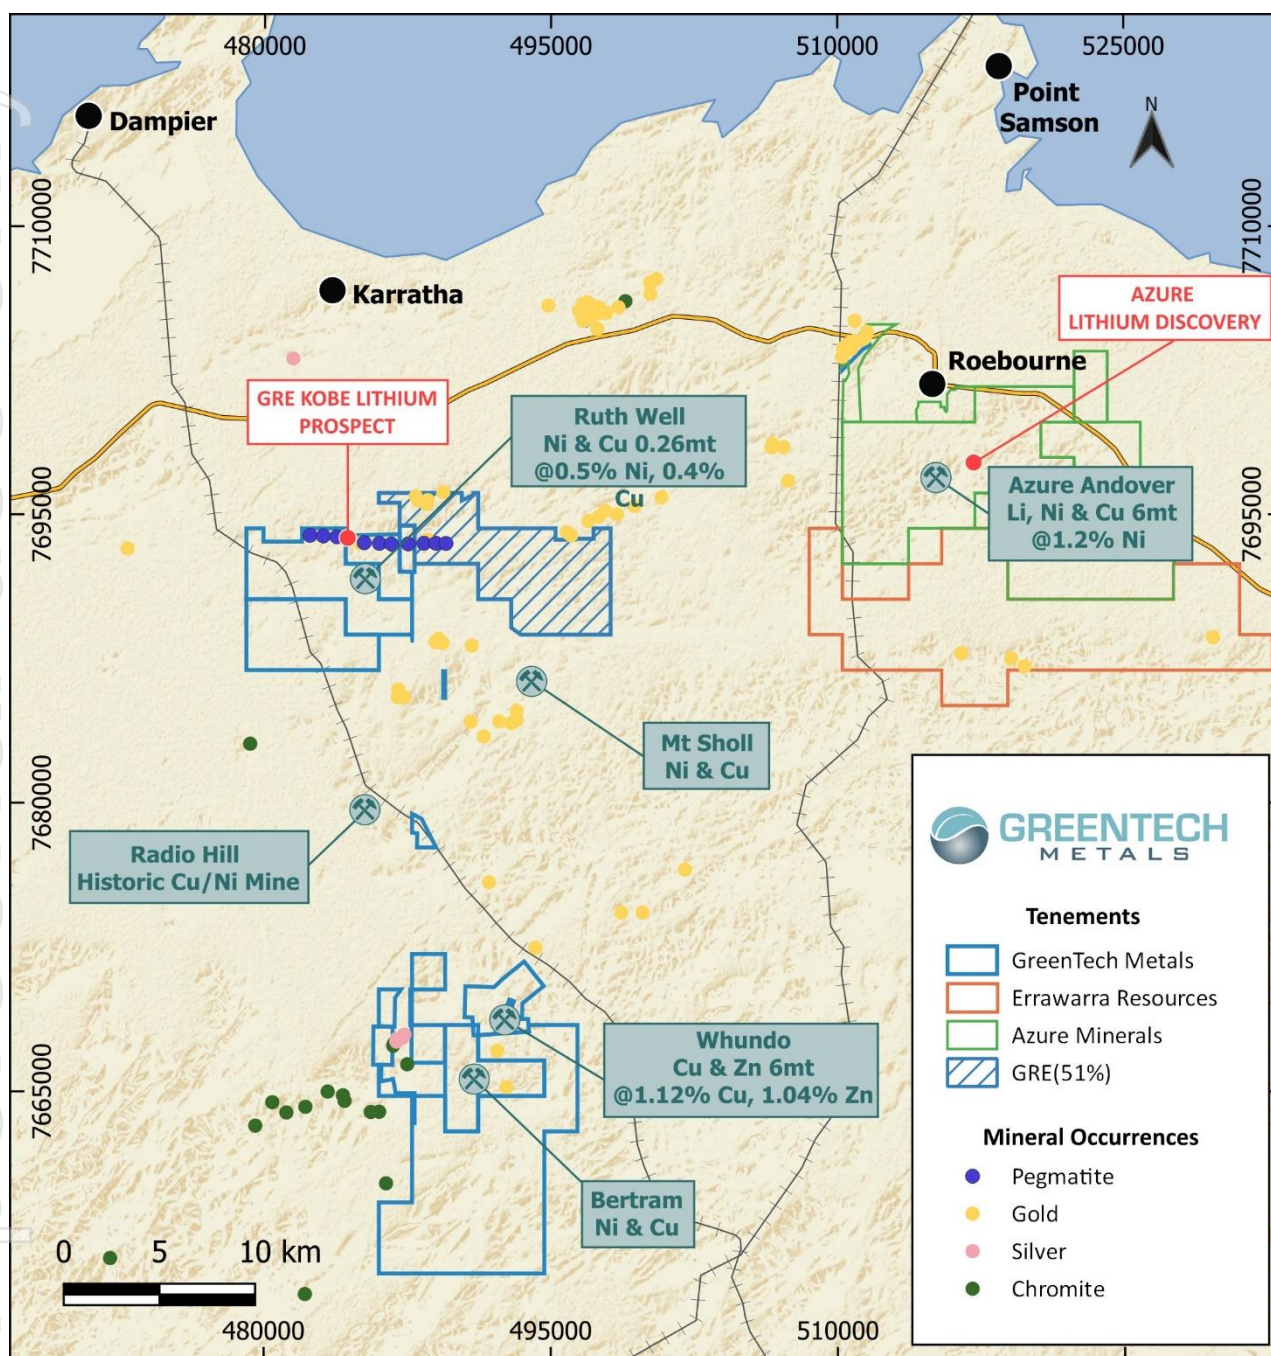 480000
495000
510000
525000
Dampier
Point
Samson
N
7710000
7710000
Karratha
AZURE
LITHIUM DISCOVERY
Roebourne
GRE KOBE LITHIUM
PROSPECT
Ruth Well
Ni & Cu 0.26mt
@0.5% Ni, 0.4%
Cu
Azure Andover
Li, Ni & Cu 6mt
@1.2% Ni
7695000
7695000
Mt Sholl
Ni & Cu
7680000
Radio Hill
Historic Cu/Ni Mine
GREENTECH
METALS
Tenements
GreenTech Metals
Errawarra Resources
Azure Minerals
GRE(51%)
Whundo
Cu & Zn 6mt
@1.12% Cu, 1.04% Zn
7665000
Mineral Occurrences
Pegmatite
Gold
Silver
Chromite
Bertram
Ni & Cu
0 5 10 km
480000
495000
510000